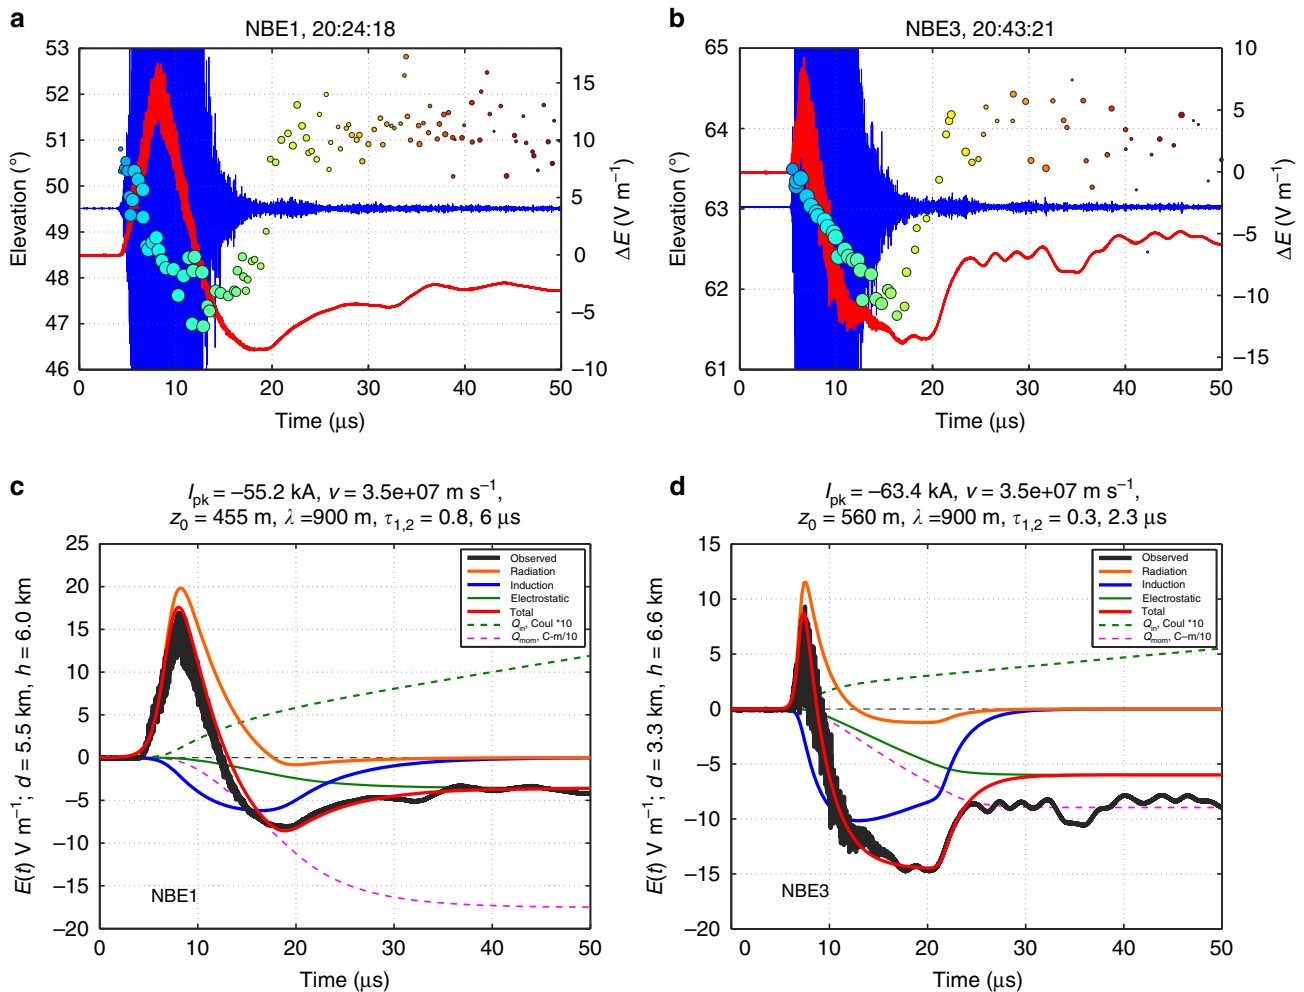 a
NBE1, 20:24:18
53
52
51
50
49
48
47
46
Elevation (°)
15
10
5
0
−5
−10
ΔE (V m−1)
0
10
20
30
40
50
Time (μs)
b
NBE3, 20:43:21
65
64
63
62
61
Elevation (°)
10
5
0
−5
−10
−15
ΔE (V m−1)
0
10
20
30
40
50
Time (μs)
c
Ipk = −55.2 kA, v = 3.5e+07 m s−1,
z0 = 455 m, λ =900 m, τ1,2 = 0.8, 6 μs
25
20
15
10
5
0
−5
−10
−15
−20
E(t) V m−1; d = 5.5 km, h = 6.0 km
Observed
Radiation
Induction
Electrostatic
Total
Qin, Coul *10
Qmom, C-m/10
NBE1
0
10
20
30
40
50
Time (μs)
d
Ipk = −63.4 kA, v = 3.5e+07 m s−1,
z0 = 560 m, λ =900 m, τ1,2 = 0.3, 2.3 μs
15
10
5
0
−5
−10
−15
−20
E(t) V m−1; d = 3.3 km, h = 6.6 km
Observed
Radiation
Induction
Electrostatic
Total
Qin, Coul *10
Qmom, C–m/10
NBE3
0
10
20
30
40
50
Time (μs)